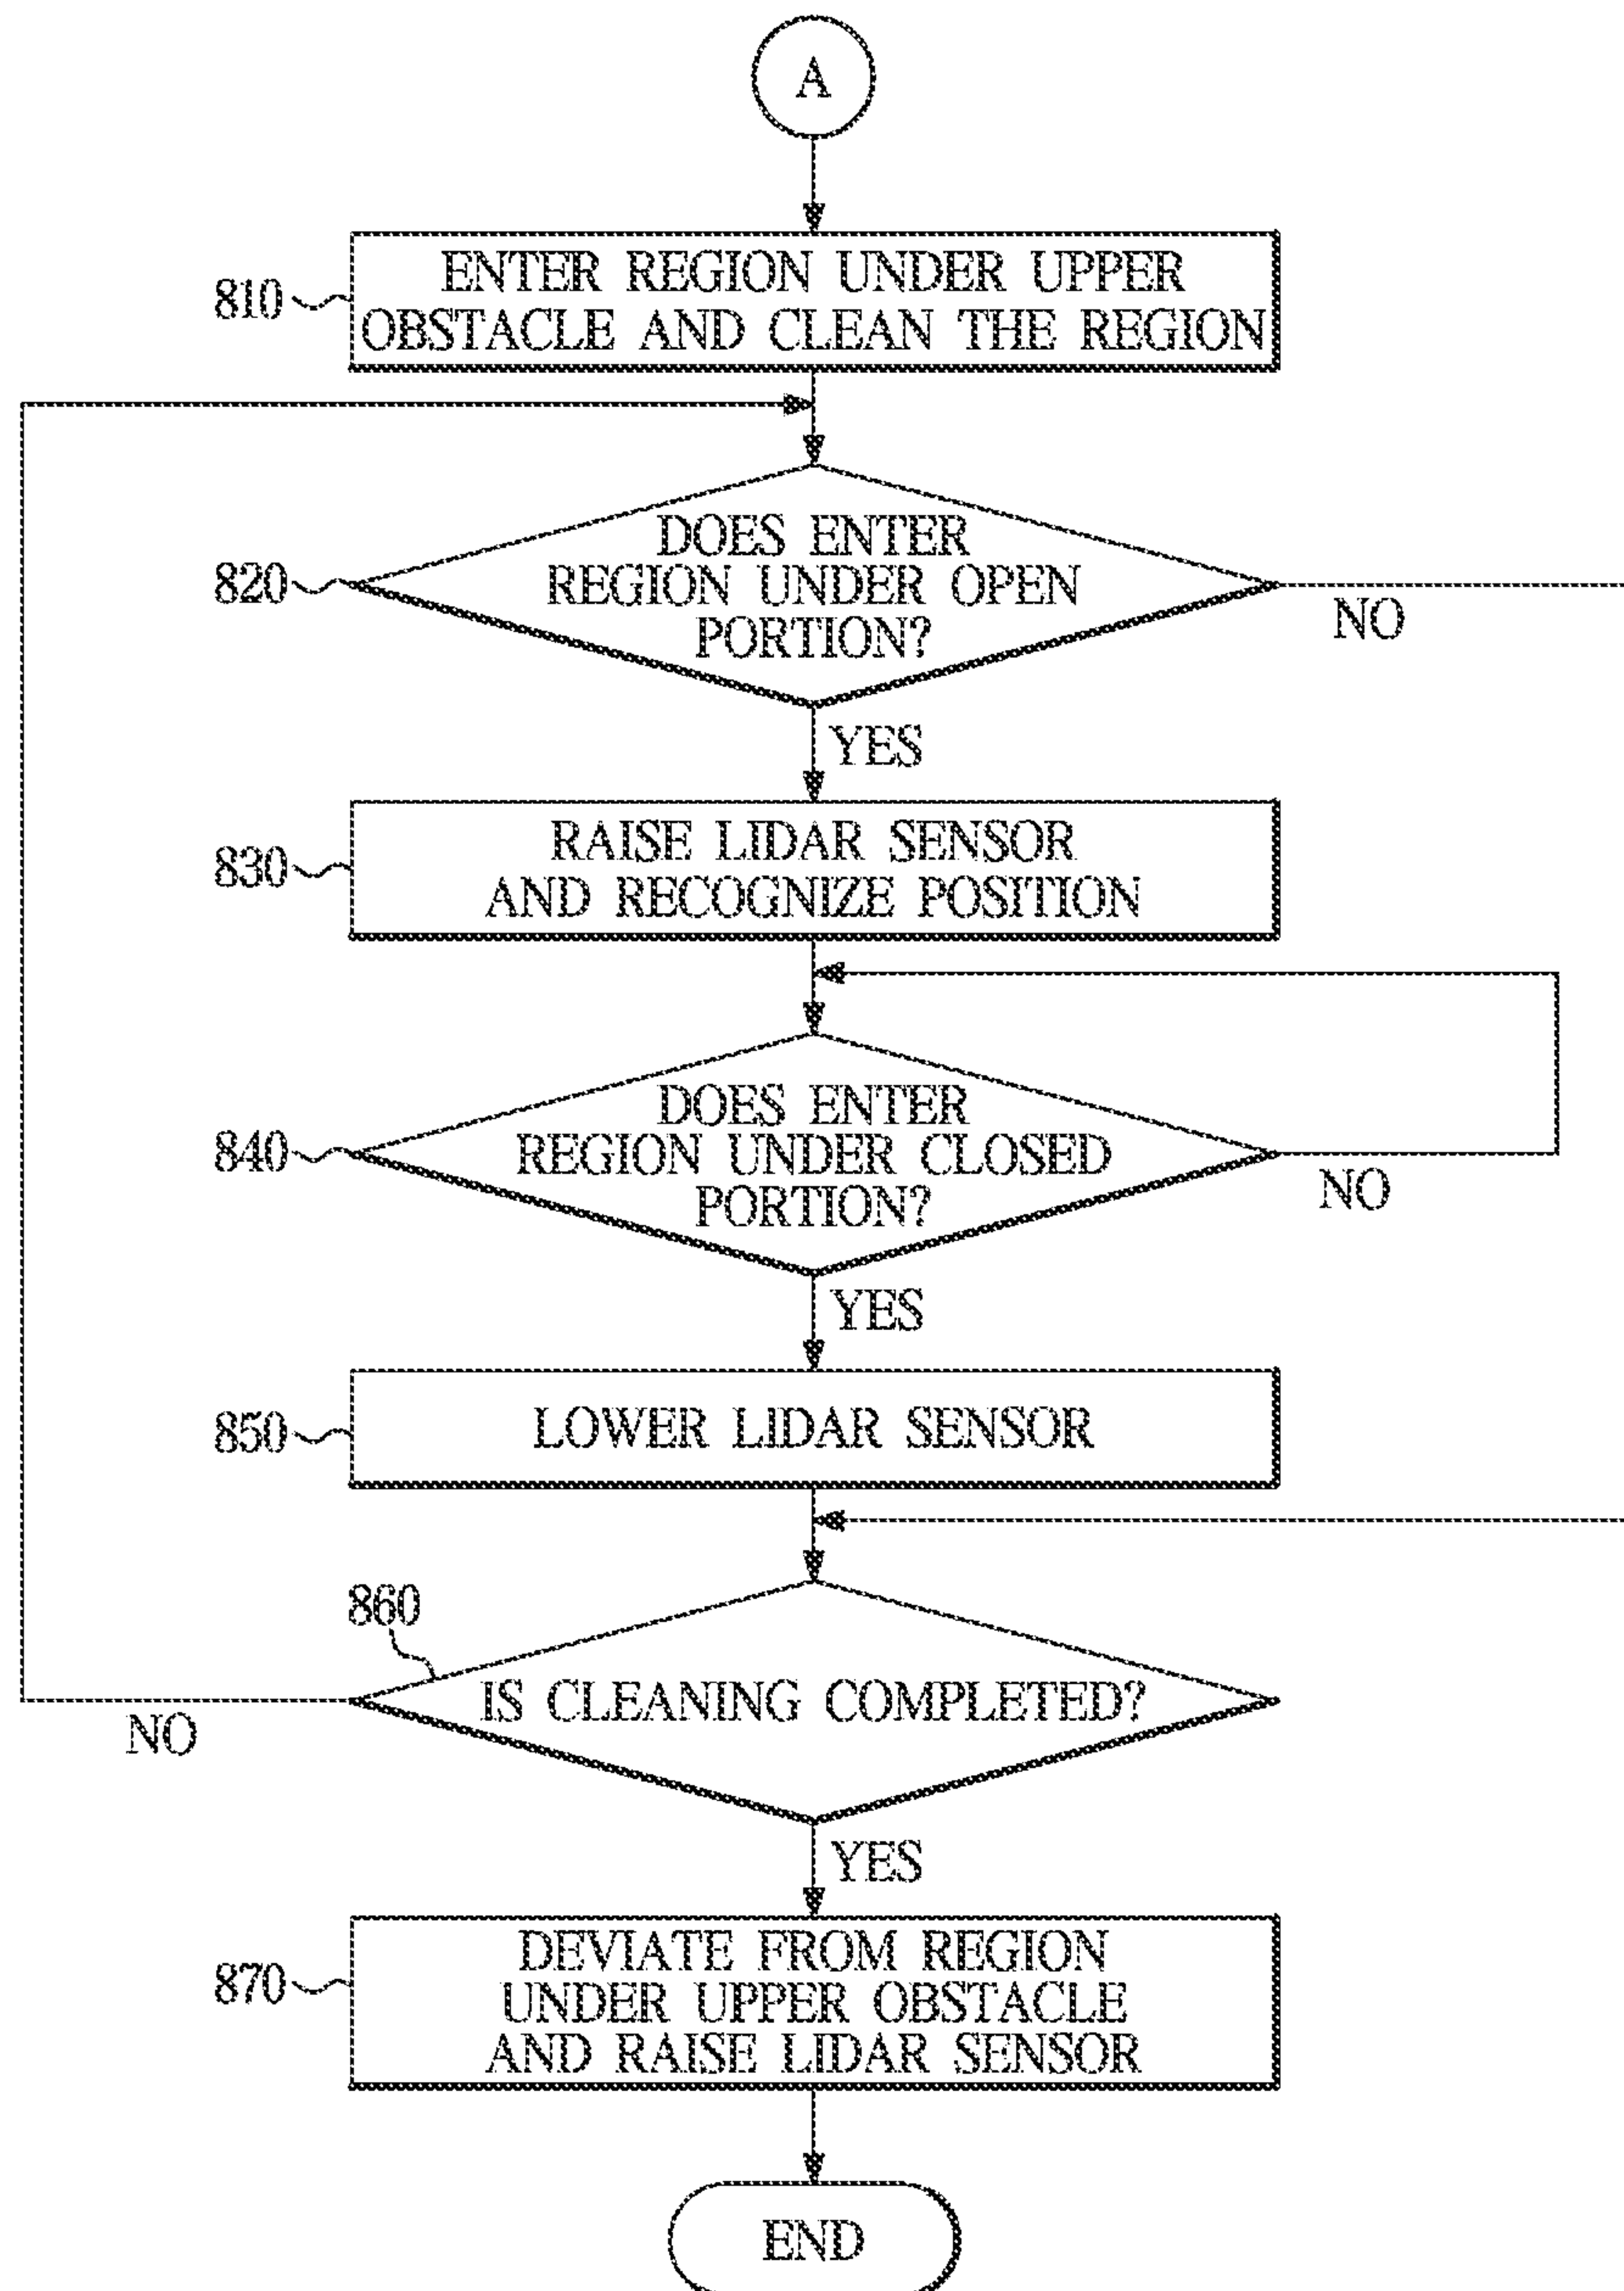 A
810
ENTER REGION UNDER UPPER
OBSTACLE AND CLEAN THE REGION
820
DOES ENTER
REGION UNDER OPEN
PORTION?
NO
YES
830
RAISE LIDAR SENSOR
AND RECOGNIZE POSITION
840
DOES ENTER
REGION UNDER CLOSED
PORTION?
NO
YES
850
LOWER LIDAR SENSOR
860
IS CLEANING COMPLETED?
NO
YES
870
DEVIATE FROM REGION
UNDER UPPER OBSTACLE
AND RAISE LIDAR SENSOR
END